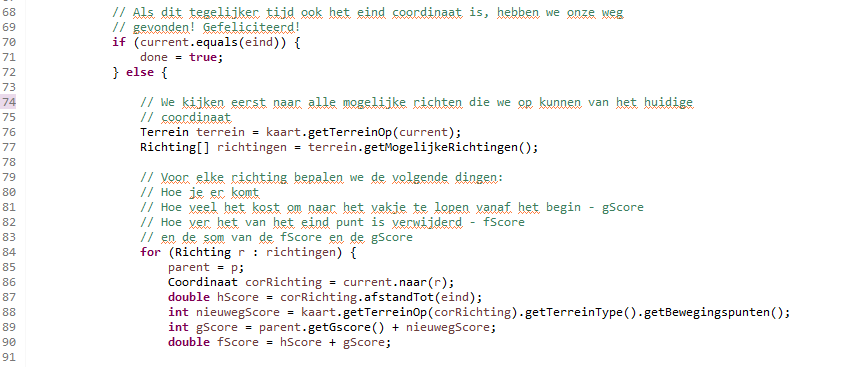 68 // Als dit tegelijker tijd ook het eind coordinaat is, hebben we onze weg
69 // gevonden! Gefeliciteerd!
70 if (current.equals(eind)) {
71 done = true;
72 } else {
73
74 // We kijken eerst naar alle mogelijke richten die we op kunnen van het huidige
75 // coordinaat
76 Terrein terrein = kaart.getTerreinOp(current);
77 Richting[] richtingen = terrein.getMogelijkeRichtingen();
78
79 // Voor elke richting bepalen we de volgende dingen:
80 // Hoe je er komt
81 // Hoe veel het kost om naar het vakje te lopen vanaf het begin - gScore
82 // Hoe ver het van het eind punt is verwijderd - fScore
83 // en de som van de fScore en de gScore
84 for (Richting r : richtingen) {
85 parent = p;
86 Coordinaat corRichting = current.naar(r);
87 double hScore = corRichting.afstandTot(eind);
88 int nieuwegScore = kaart.getTerreinOp(corRichting).getTerreinType().getBewegingspunten();
89 int gScore = parent.getGscore() + nieuwegScore;
90 double fScore = hScore + gScore;
91